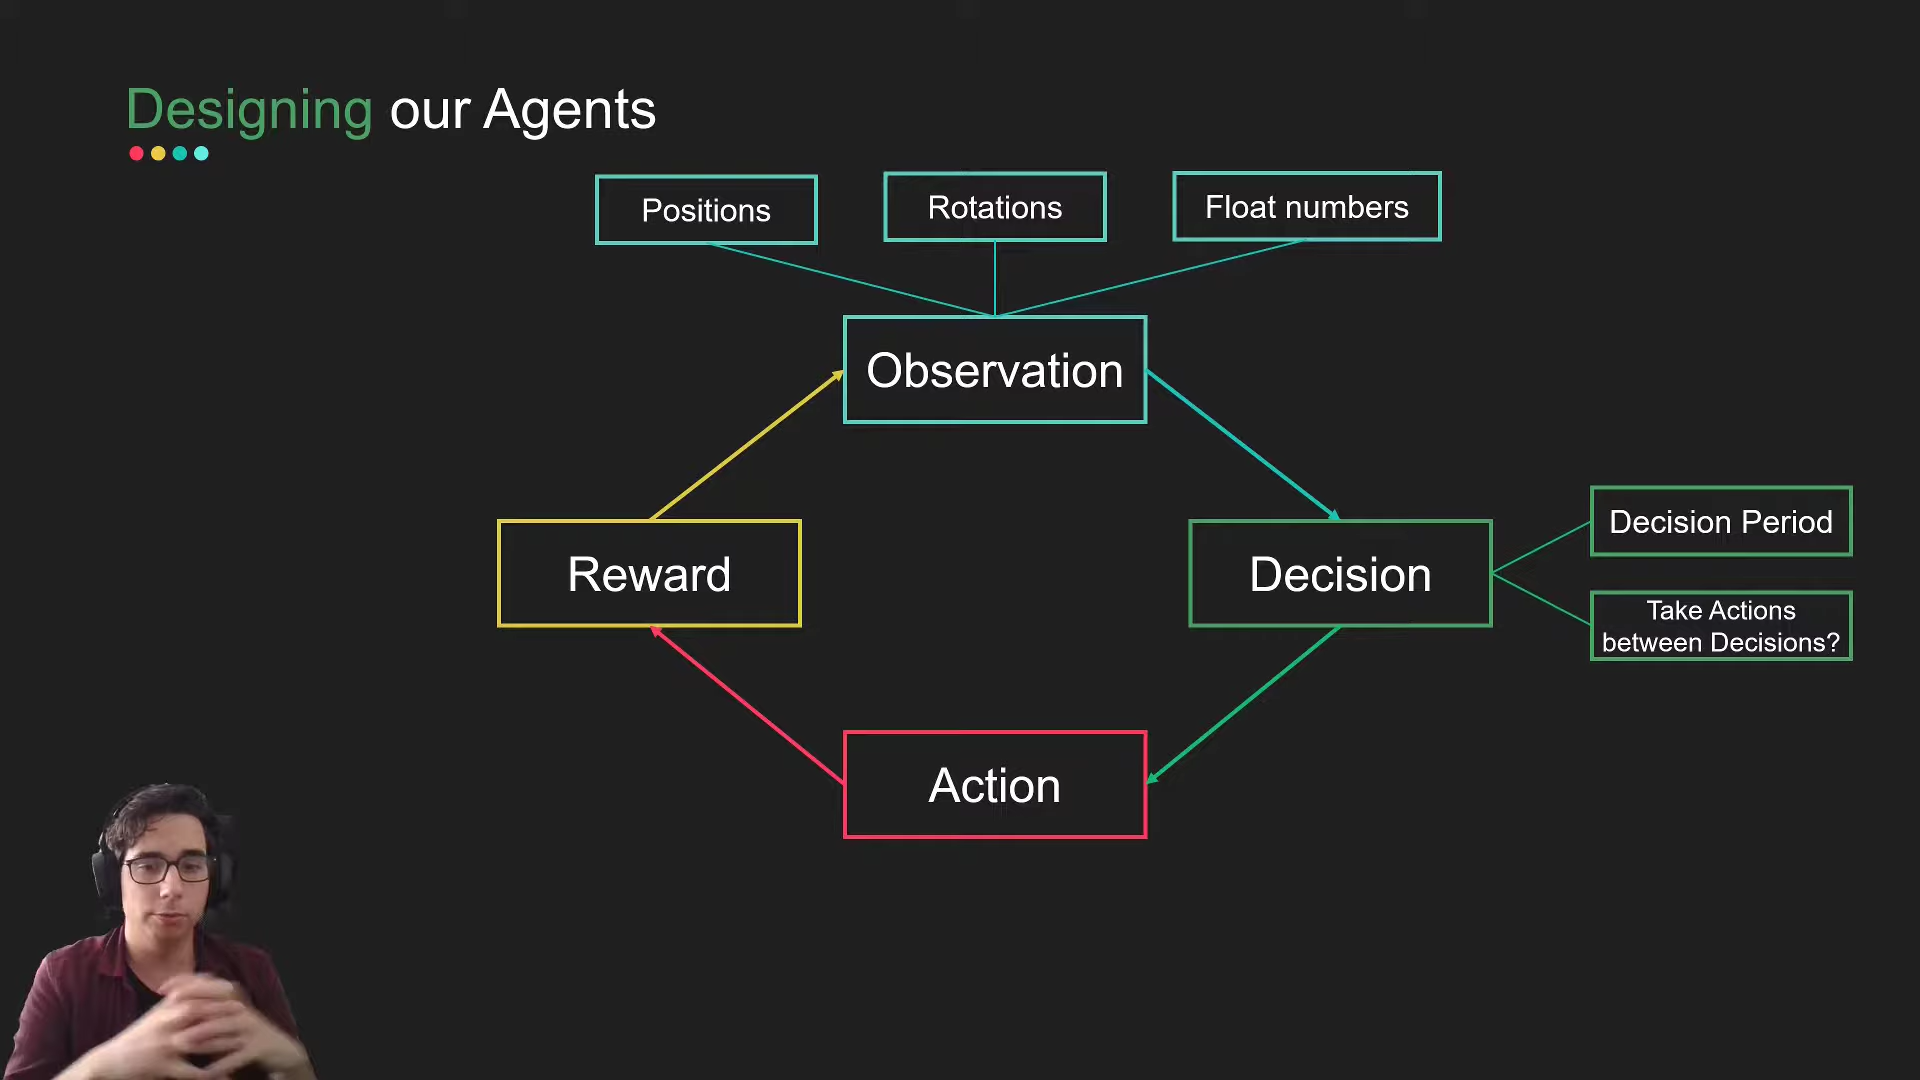 Designing our Agents
Positions
Rotations
Float numbers
Observation
Reward
Decision
Decision Period
Take Actions
between Decisions?
Action